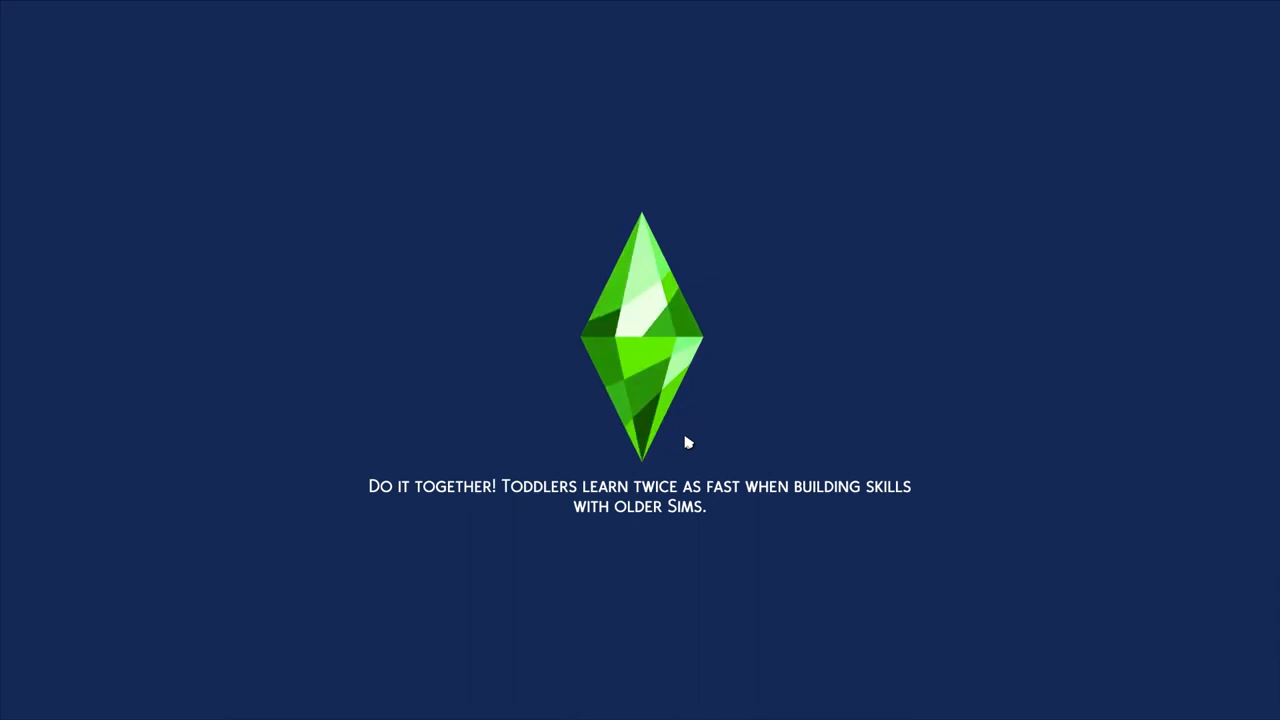 Do it together! Toddlers learn twice as fast when building skills
with older Sims.